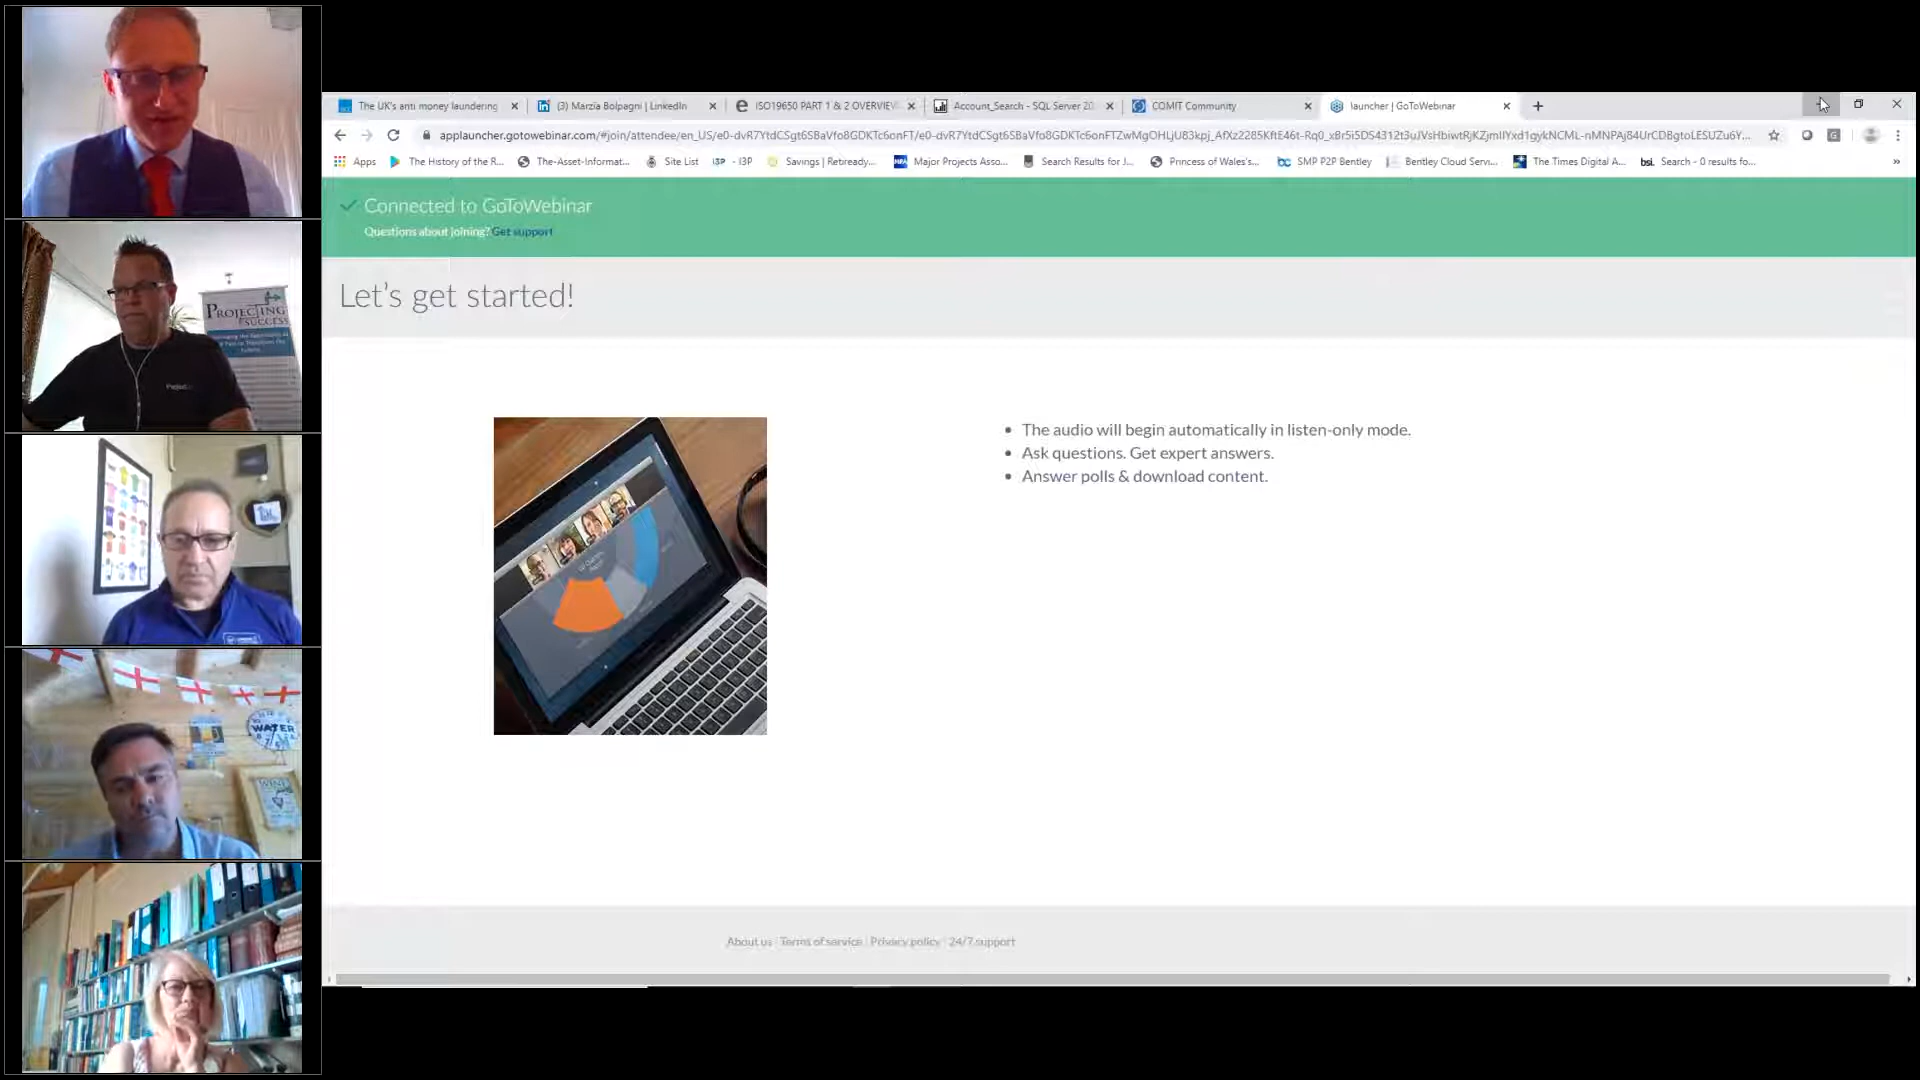 The UK's anti money laundering
(3) Marzia Bolpagni | LinkedIn
ISO19650 PART 1 & 2 OVERVIEW
Account_Search - SQL Server 20
COMIT Community
launcher | GoToWebinar
Apps
The History of the R...
The-Asset-Informat...
Site List
i3P - I3P
Savings | Retready...
Major Projects Asso...
Search Results for J...
Princess of Wales's...
SMP P2P Bentley
Bentley Cloud Servi...
The Times Digital A...
bsi. Search - 0 results fo...
Connected to GoToWebinar
Questions about joining? Get support
Let's get started!
The audio will begin automatically in listen-only mode.
Ask questions. Get expert answers.
Answer polls & download content.
About us | Terms of service | Privacy policy | 24/7 support
PROJECTING
SUCCESS
WATER
WINE